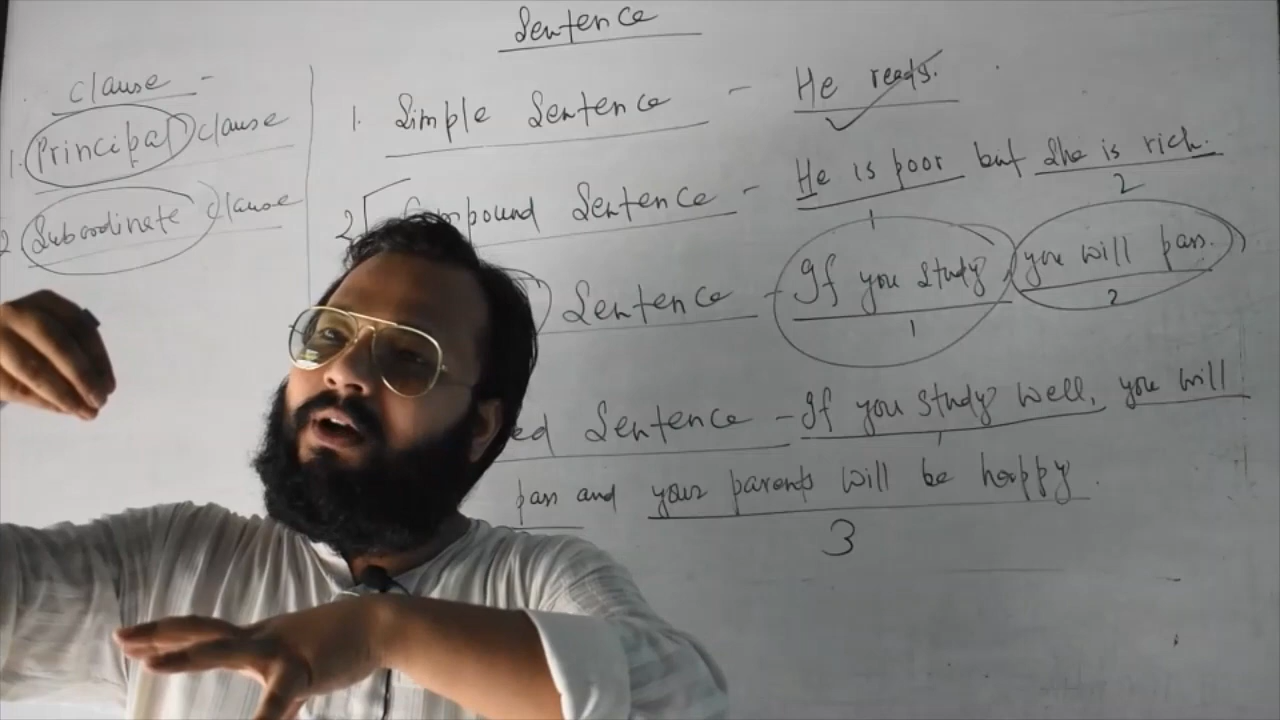 Sentence
Clause -
1. Principal clause
2 Subordinate clause
1. Simple Sentence - He reads.
2 Compound Sentence - He is poor but She is rich.
1 2
Sentence - If you study, you will pass.
1 2
ed Sentence - If you study well, you will
1
pass and your parents will be happy.
3